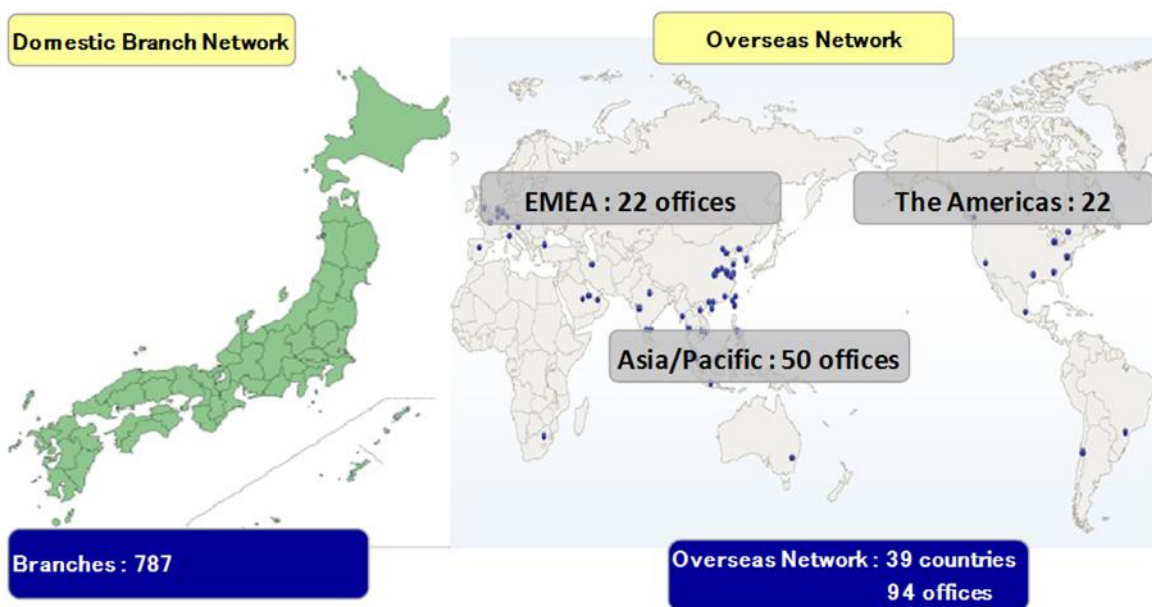 Domestic Branch Network
Overseas Network
EMEA : 22 offices
The Americas : 22
Asia/Pacific : 50 offices
Branches : 787
Overseas Network : 39 countries
94 offices